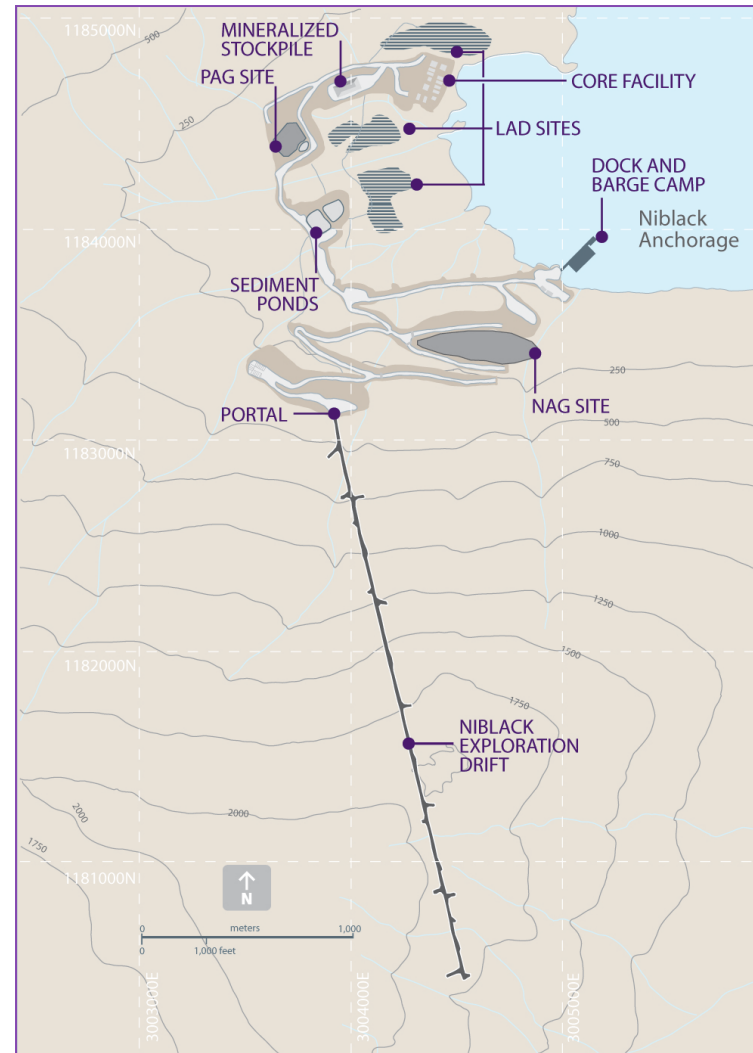 1185000N
500
MINERALIZED
STOCKPILE
PAG SITE
CORE FACILITY
250
LAD SITES
DOCK AND
BARGE CAMP
Niblack
Anchorage
1184000N
SEDIMENT
PONDS
250
NAG SITE
PORTAL
500
1183000N
750
1000
1250
1182000N
1500
1750
NIBLACK
EXPLORATION
DRIFT
2000
2000
1750
1181000N
N
0
meters
1,000
0
1,000 feet
3003000E
3004000E
3005000E